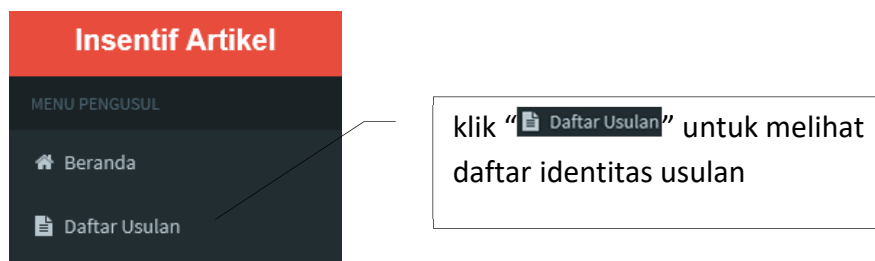 Insentif Artikel
MENU PENGUSUL
Beranda
Daftar Usulan
klik “Daftar Usulan” untuk melihat
daftar identitas usulan